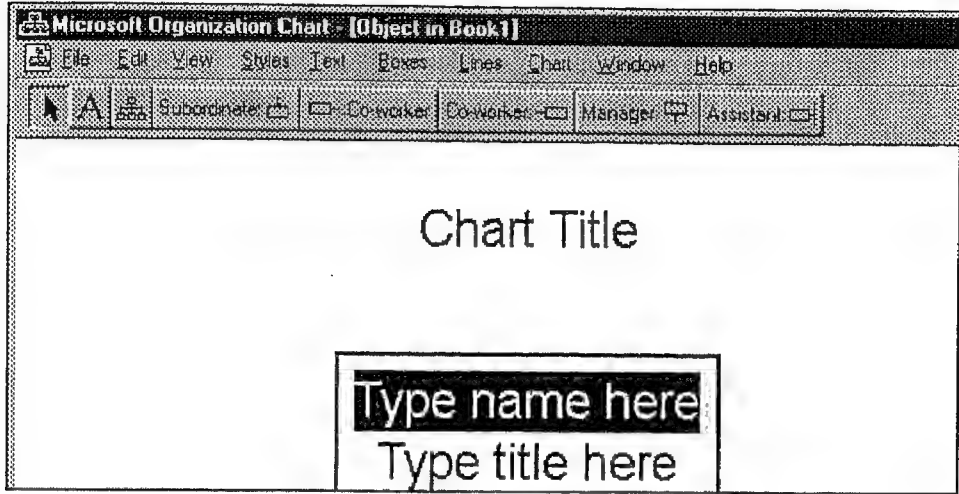 Microsoft Organization Chart - [Object in Book1]
File Edit View Styles Text Boxes Lines Chart Window Help
A Subordinate: :Co-worker Co-worker: Manager: Assistant:
Chart Title
Type name here
Type title here